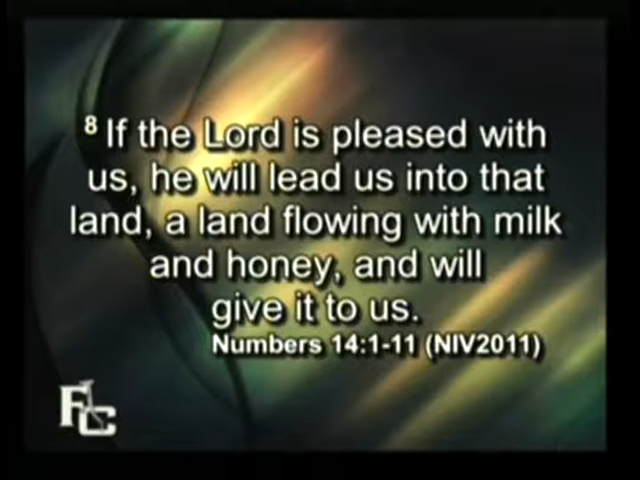 8 If the Lord is pleased with
us, he will lead us into that
land, a land flowing with milk
and honey, and will
give it to us.
Numbers 14:1-11 (NIV2011)
FLC